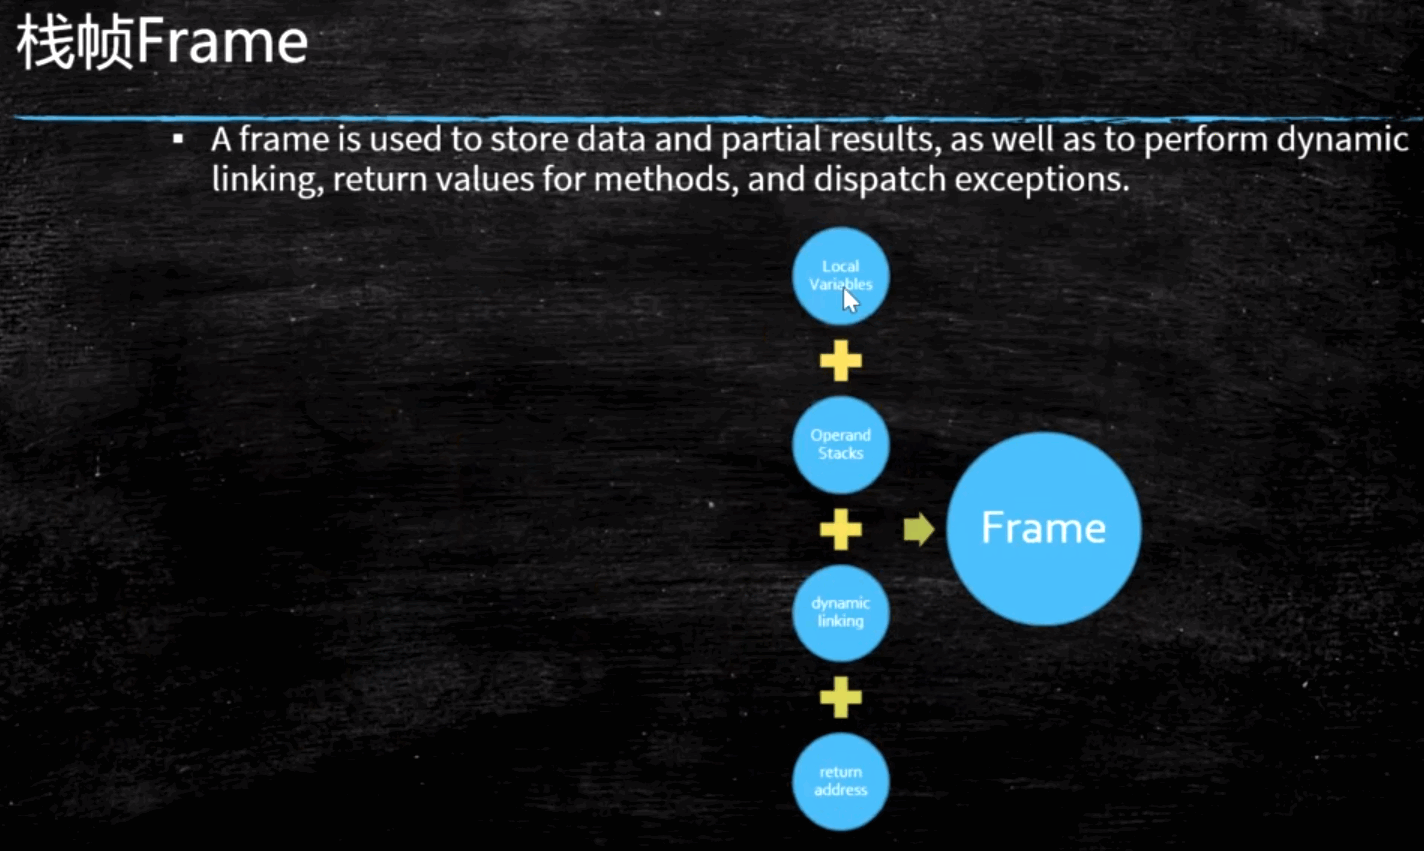 栈帧Frame
▪ A frame is used to store data and partial results, as well as to perform dynamic
linking, return values for methods, and dispatch exceptions.
Local
Variables
Operand
Stacks
dynamic
linking
return
address
Frame